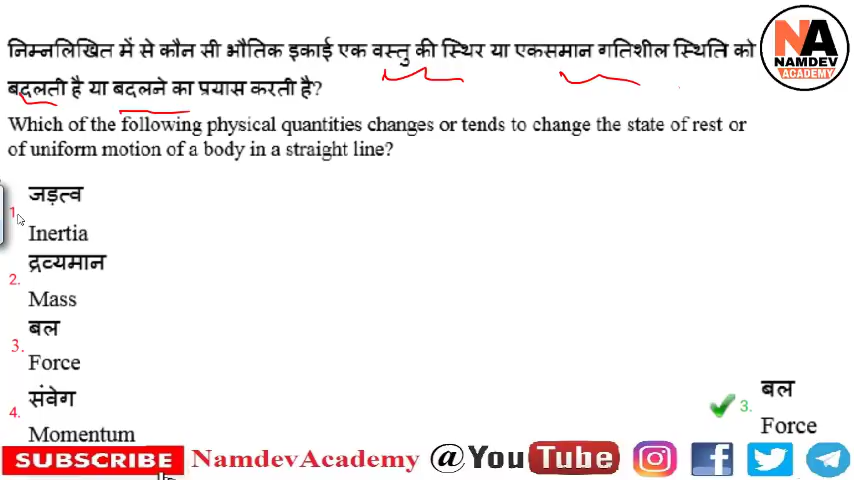 निम्नलिखित में से कौन सी भौतिक इकाई एक वस्तु की स्थिर या एकसमान गतिशील स्थिति को
बदलती है या बदलने का प्रयास करती है?
Which of the following physical quantities changes or tends to change the state of rest or
of uniform motion of a body in a straight line?
NA
NAMDEV
ACADEMY
1.
जड़त्व
Inertia
2.
द्रव्यमान
Mass
3.
बल
Force
4.
संवेग
Momentum
3.
बल
Force
SUBSCRIBE NamdevAcademy @YouTube